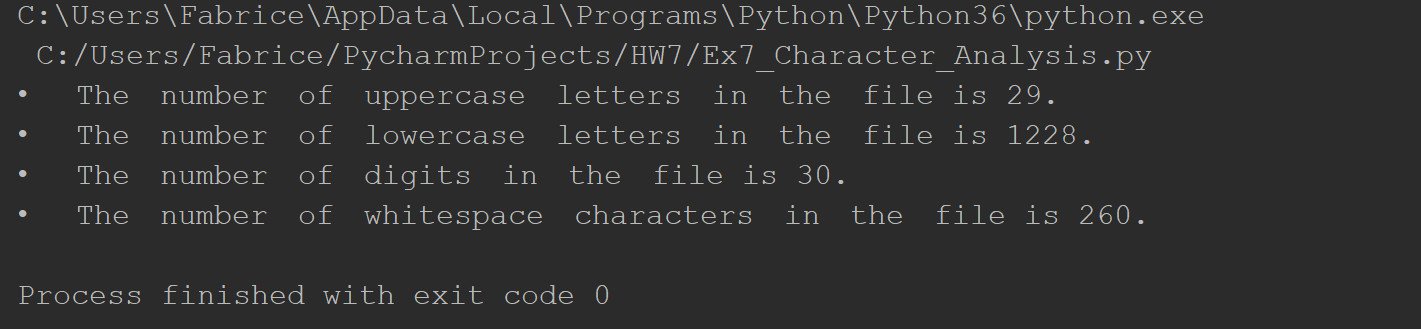 C:\Users\Fabrice\AppData\Local\Programs\Python\Python36\python.exe
C:/Users/Fabrice/PycharmProjects/HW7/Ex7_Character_Analysis.py
• The number of uppercase letters in the file is 29.
• The number of lowercase letters in the file is 1228.
• The number of digits in the file is 30.
• The number of whitespace characters in the file is 260.
Process finished with exit code 0